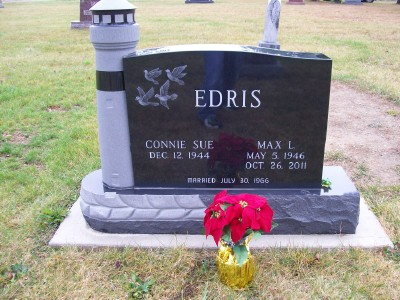 EDRIS
CONNIE SUE MAX L.
DEC 12. 1944 MAY 5. 1946
OCT 26. 2011
MARRIED JULY 30. 1966